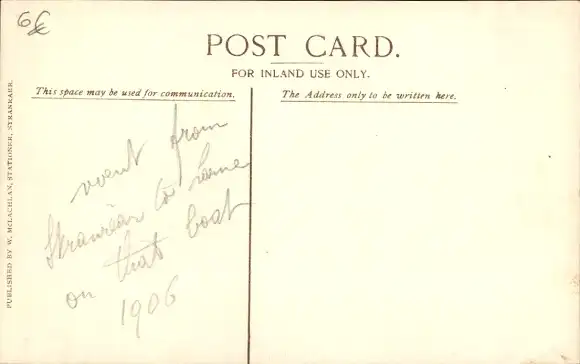 6£
POST CARD.
FOR INLAND USE ONLY.
This space may be used for communication.
The Address only to be written here.
PUBLISHED BY W. MCLACHLAN, STATIONER, STRANRAER.
went from
Stranraer to Larne
on that boat
1906